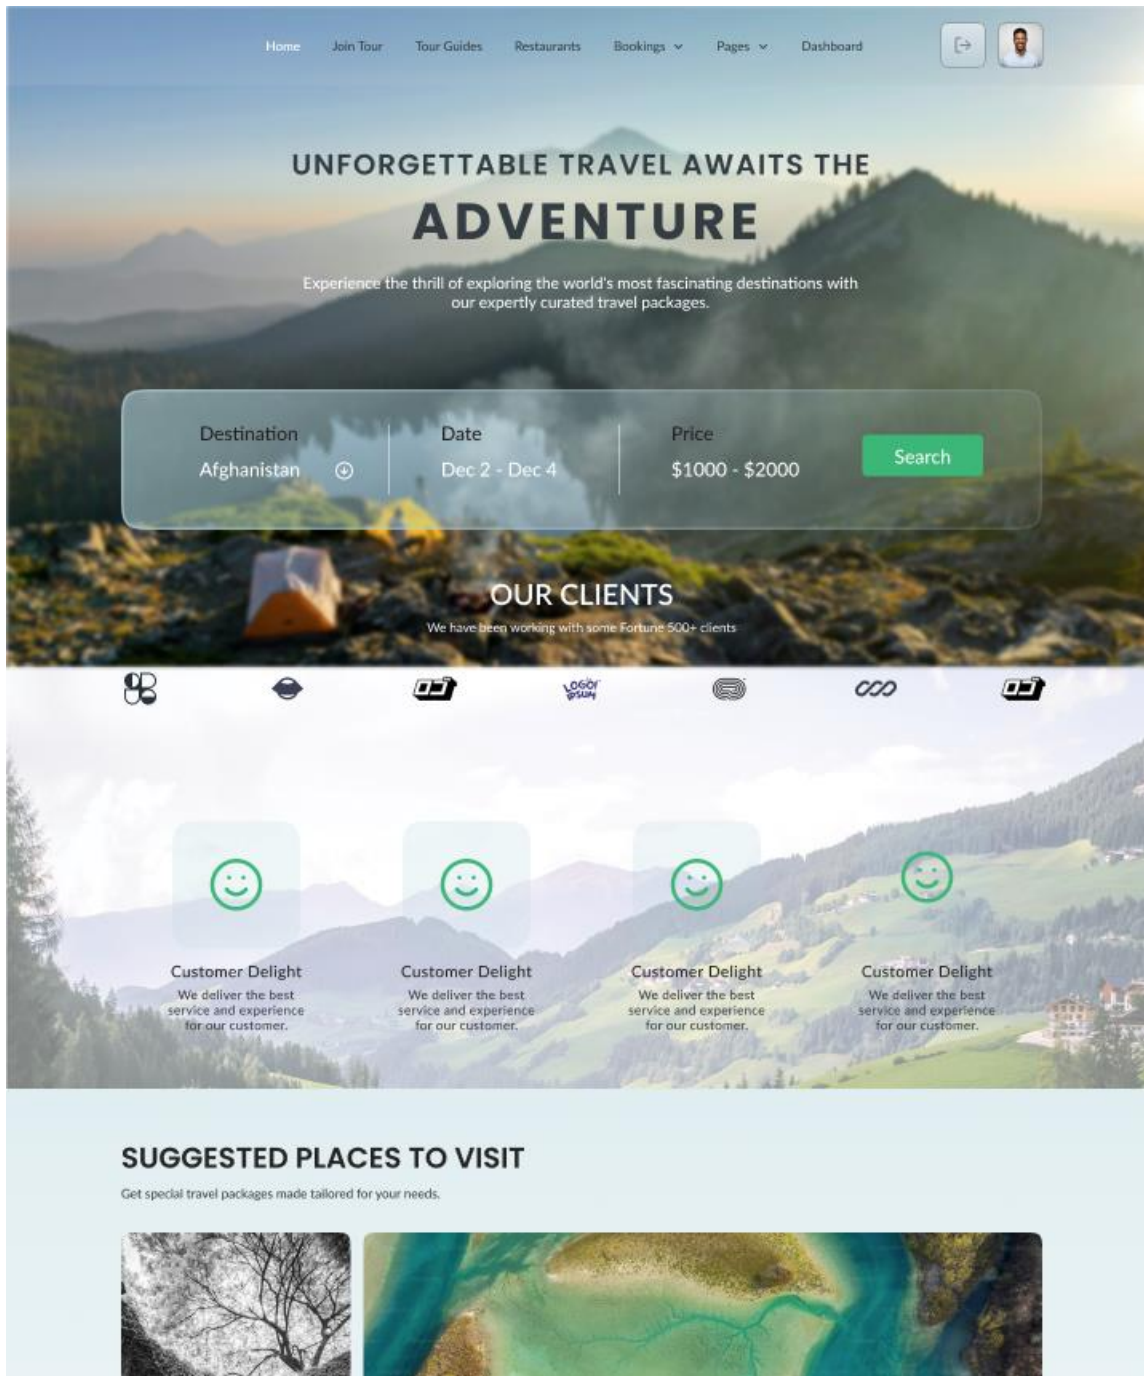 Home Join Tour Tour Guides Restaurants Bookings Pages Dashboard
UNFORGETTABLE TRAVEL AWAITS THE
ADVENTURE
Experience the thrill of exploring the world's most fascinating destinations with
our expertly curated travel packages.
Destination Date Price
Afghanistan Dec 2 - Dec 4 $1000 - $2000
Search
OUR CLIENTS
We have been working with some Fortune 500+ clients
LOGO
IPSUM
Customer Delight Customer Delight Customer Delight Customer Delight
We deliver the best We deliver the best We deliver the best We deliver the best
service and experience service and experience service and experience service and experience
for our customer. for our customer. for our customer. for our customer.
SUGGESTED PLACES TO VISIT
Get special travel packages made tailored for your needs.